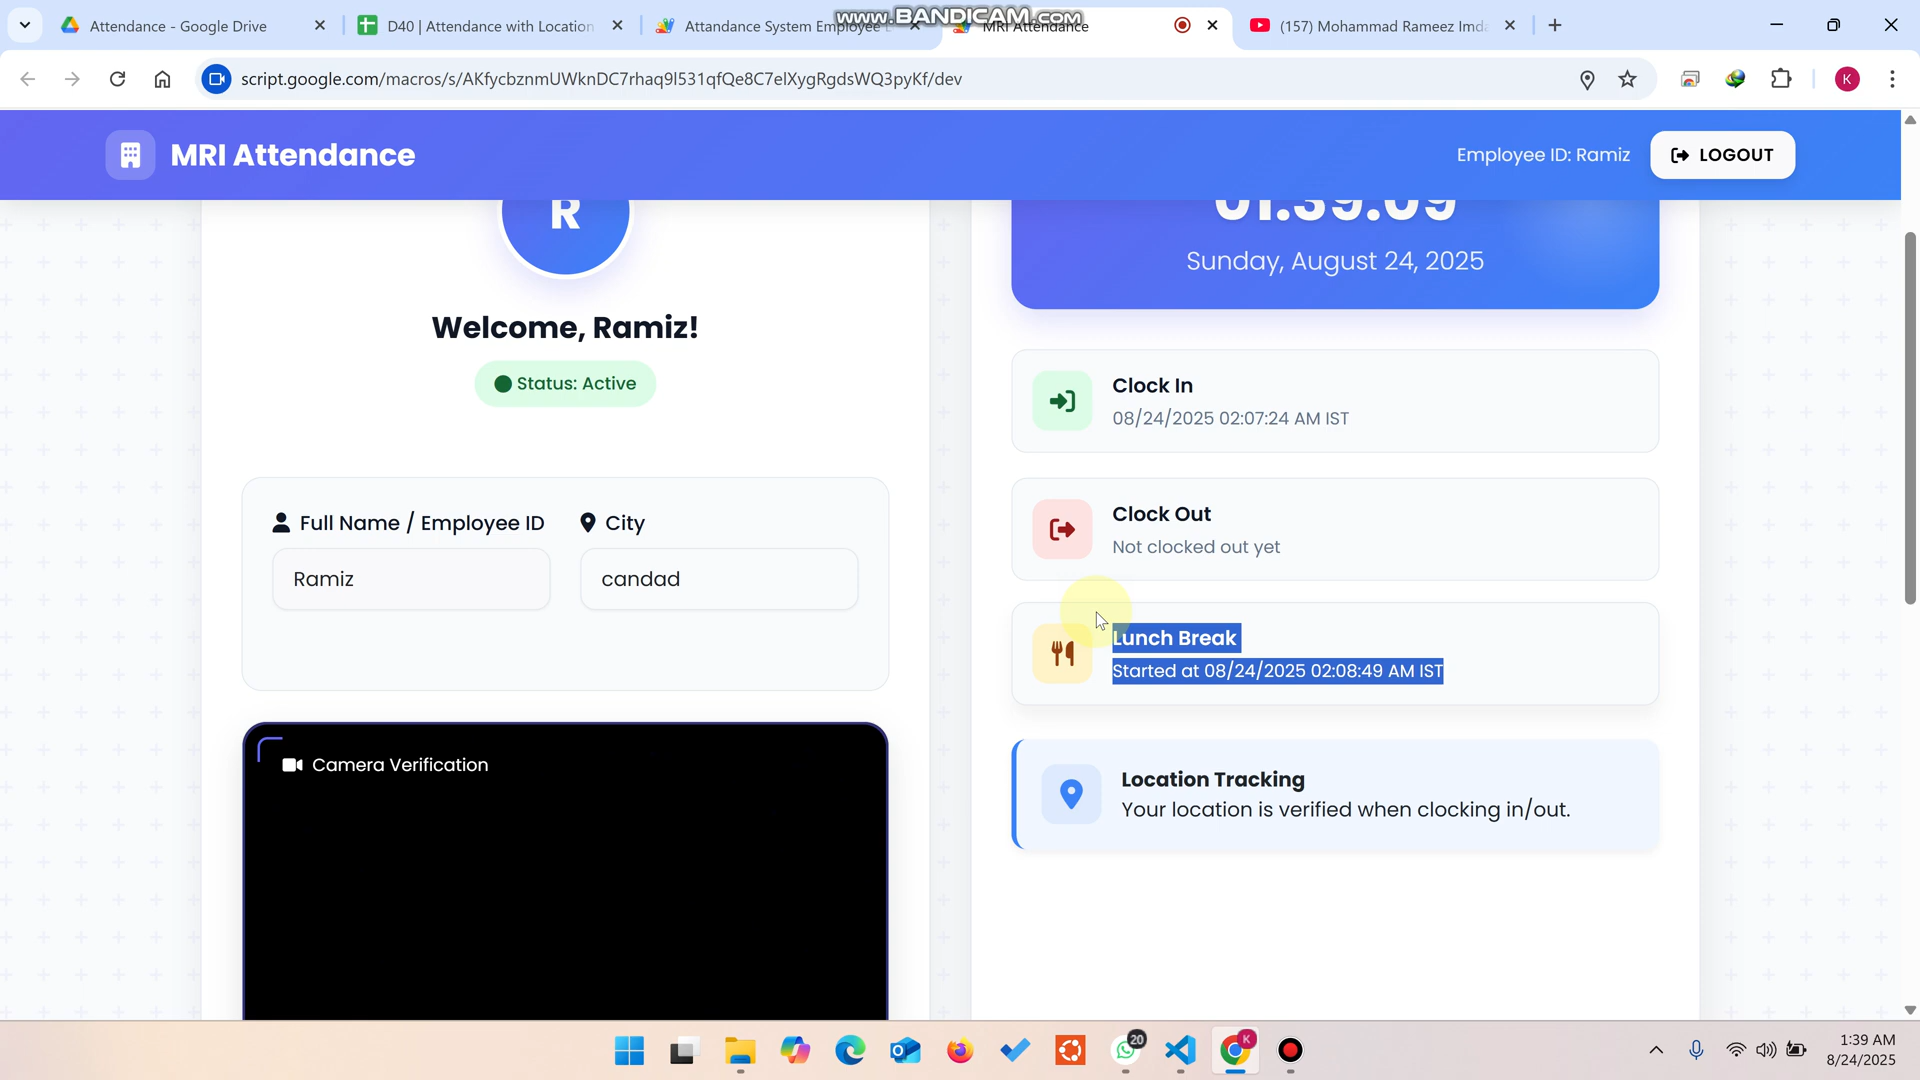 Attendance - Google Drive
D40 | Attendance with Location
Attandance System Employee
MRI Attendance
(157) Mohammad Rameez Imda
www.BANDICAM.com
script.google.com/macros/s/AKfycbznmUWknDC7rhaq9l531qfQe8C7elXygRgdsWQ3pyKf/dev
K
MRI Attendance
Employee ID: Ramiz
LOGOUT
R
01:39:09
Sunday, August 24, 2025
Welcome, Ramiz!
Status: Active
Clock In
08/24/2025 02:07:24 AM IST
Clock Out
Not clocked out yet
Full Name / Employee ID
City
Ramiz
candad
Lunch Break
Started at 08/24/2025 02:08:49 AM IST
Camera Verification
Location Tracking
Your location is verified when clocking in/out.
20
K
1:39 AM
8/24/2025